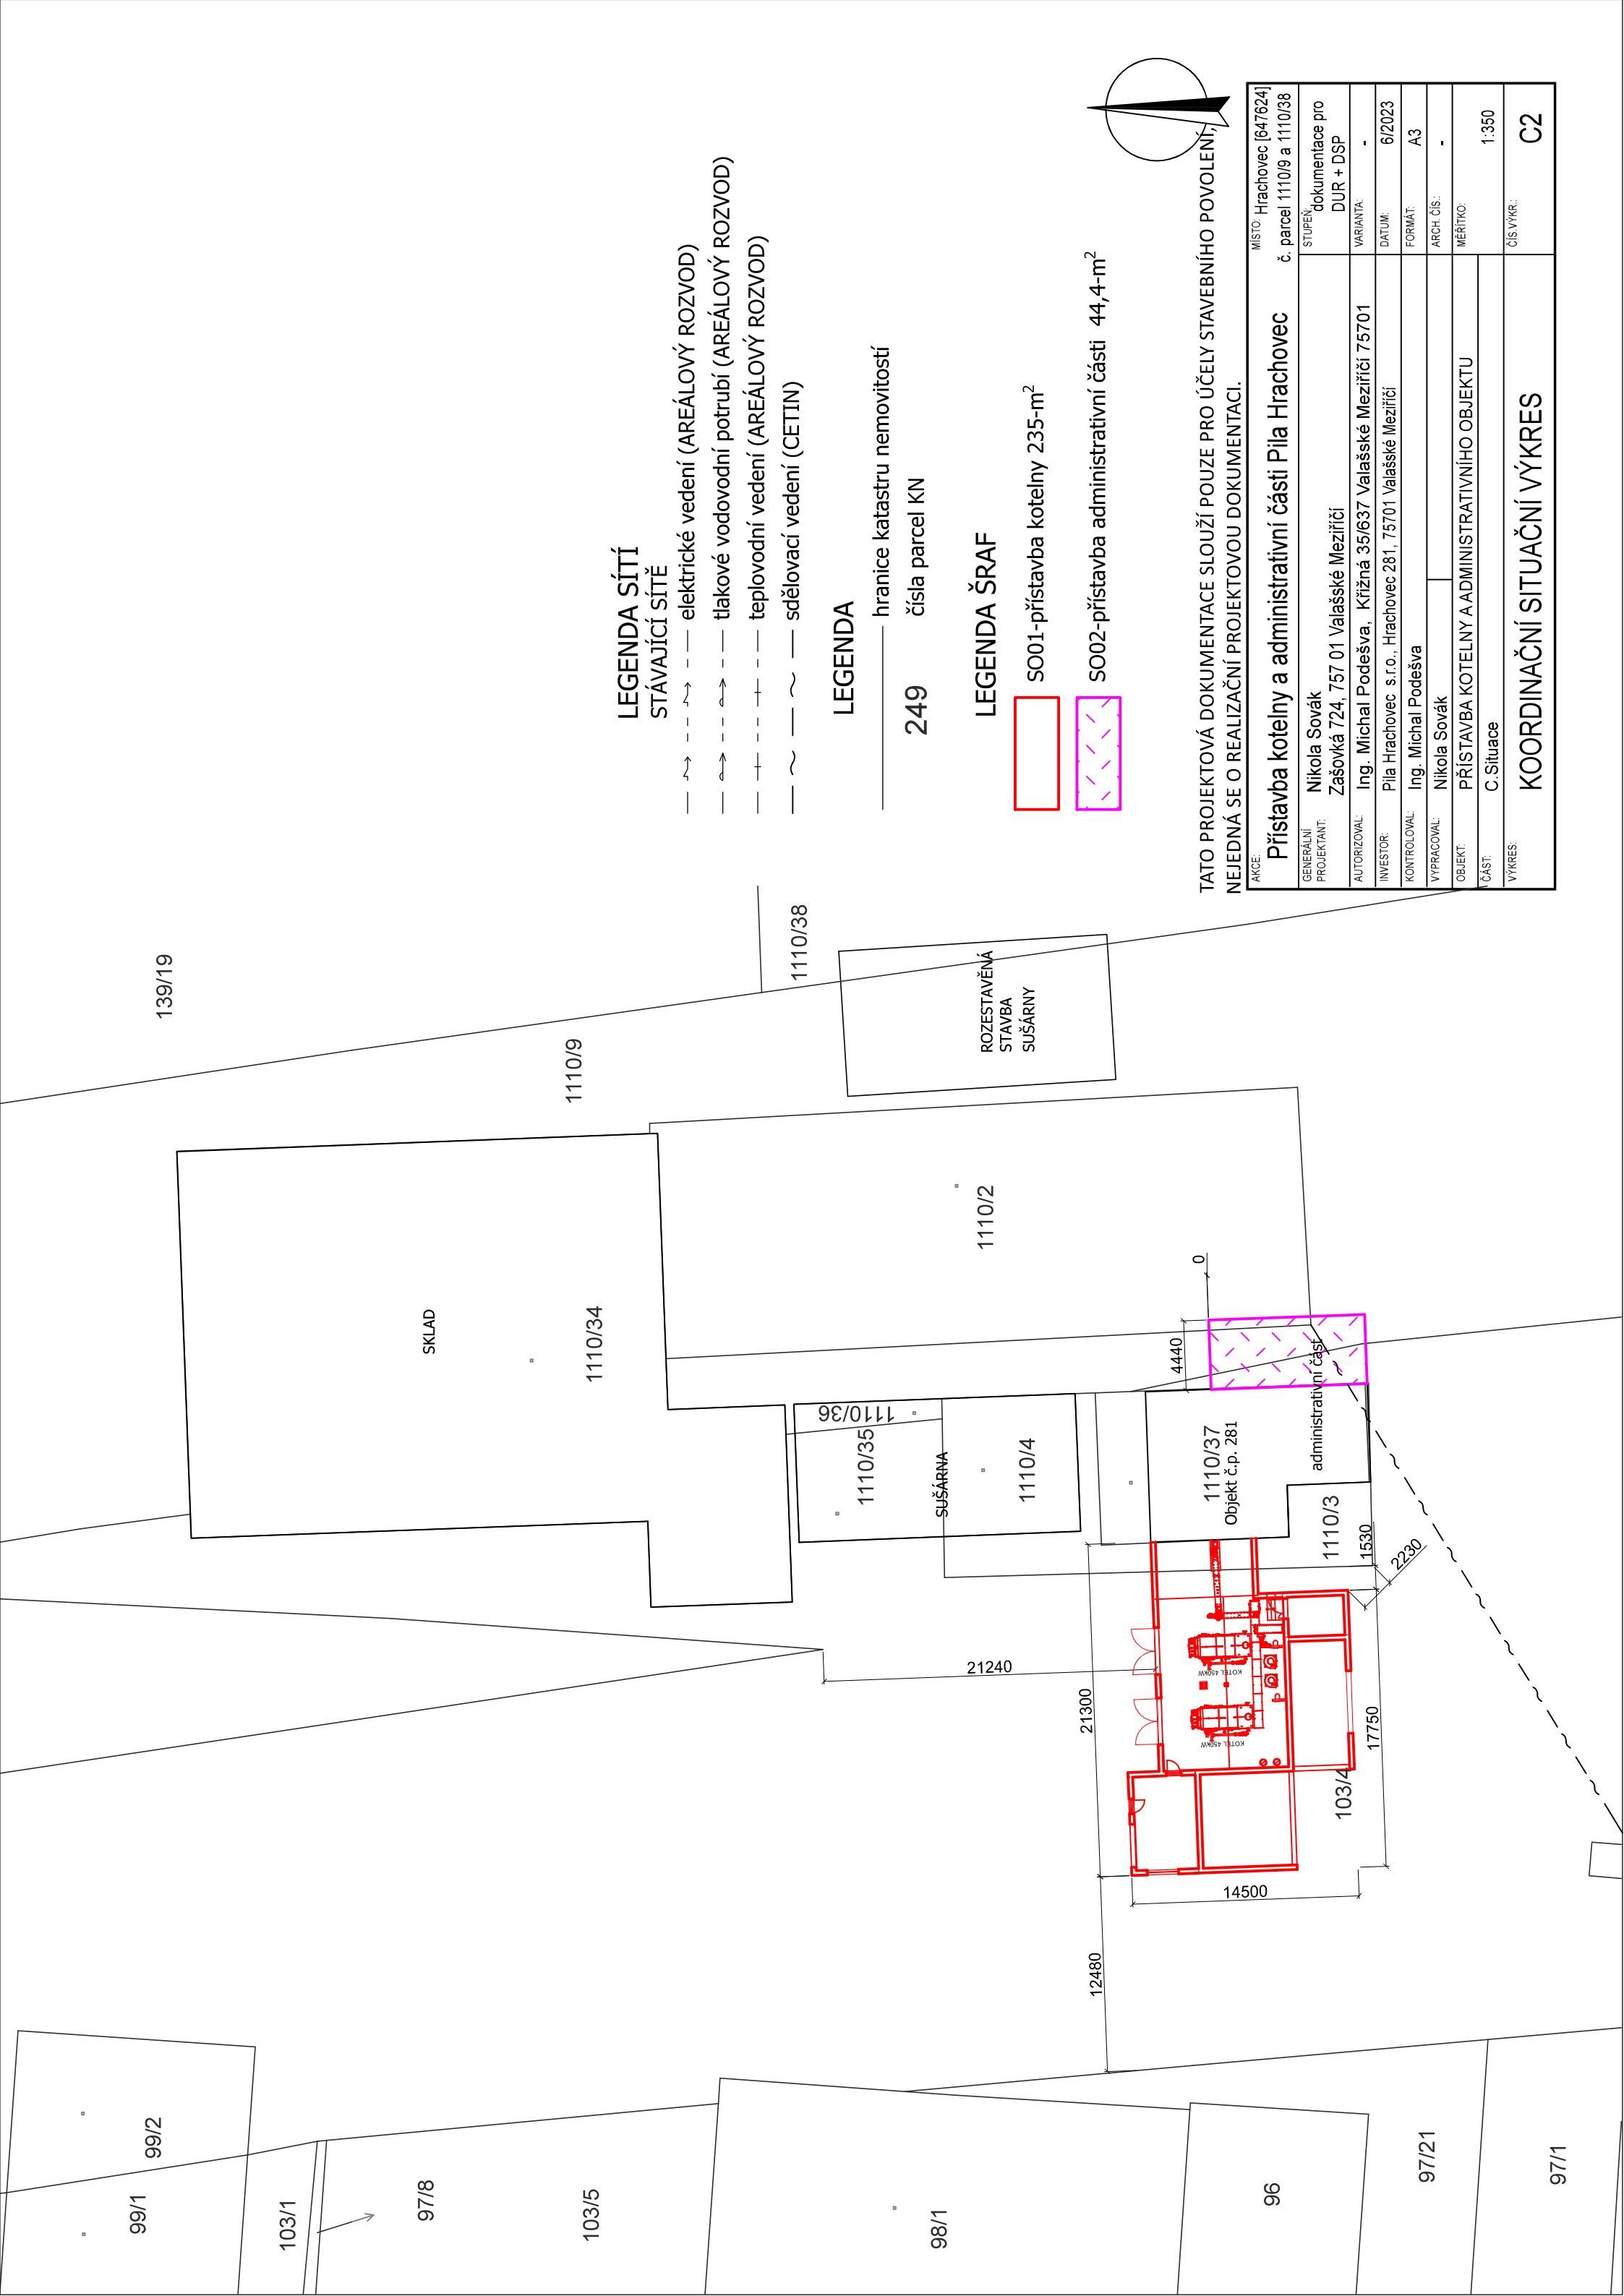 99/1
99/2
103/1
97/8
103/5
98/1
96
97/21
97/1
139/19
1110/9
1110/38
SKLAD
1110/34
1110/2
ROZESTAVĚNÁ
STAVBA
SUŠÁRNY
1110/36
1110/35
SUŠÁRNA
1110/4
1110/37
Objekt č.p. 281
administrativní část
1110/3
103/4
KOTEL 450kW
KOTEL 450kW
0
4440
21240
21300
12480
14500
17750
1530
2230
LEGENDA SÍTÍ
STÁVAJÍCÍ SÍTĚ
elektrické vedení (AREÁLOVÝ ROZVOD)
tlakové vodovodní potrubí (AREÁLOVÝ ROZVOD)
teplovodní vedení (AREÁLOVÝ ROZVOD)
sdělovací vedení (CETIN)
LEGENDA
hranice katastru nemovitostí
249 čísla parcel KN
LEGENDA ŠRAF
SO01-přístavba kotelny 235-m²
SO02-přístavba administrativní části 44,4-m²
TATO PROJEKTOVÁ DOKUMENTACE SLOUŽÍ POUZE PRO ÚČELY STAVEBNÍHO POVOLENÍ,
NEJEDNÁ SE O REALIZAČNÍ PROJEKTOVOU DOKUMENTACI.
AKCE:
Přístavba kotelny a administrativní části Pila Hrachovec
MÍSTO: Hrachovec [647624]
č. parcel 1110/9 a 1110/38
GENERÁLNÍ
PROJEKTANT:
Nikola Sovák
Zašovká 724, 757 01 Valašské Meziříčí
STUPEŇ:
dokumentace pro
DUR + DSP
AUTORIZOVAL: Ing. Michal Podešva, Křižná 35/637 Valašské Meziříčí 75701
VARIANTA: -
INVESTOR: Pila Hrachovec s.r.o., Hrachovec 281, 75701 Valašské Meziříčí
DATUM: 6/2023
KONTROLOVAL: Ing. Michal Podešva
FORMÁT: A3
VYPRACOVAL: Nikola Sovák
ARCH. ČÍS.: -
OBJEKT: PŘÍSTAVBA KOTELNY A ADMINISTRATIVNÍHO OBJEKTU
MĚŘÍTKO:
1:350
ČÁST: C.Situace
VÝKRES:
KOORDINAČNÍ SITUAČNÍ VÝKRES
ČÍS.VÝKR.:
C2